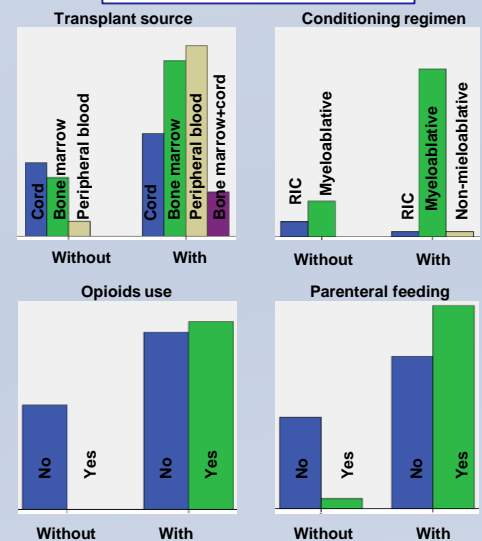 Transplant source
Cord
Bone marrow
Peripheral blood
Cord
Bone marrow
Peripheral blood
Bone marrow+cord
Without
With
Conditioning regimen
RIC
Myeloablative
RIC
Myeloablative
Non-mieloablative
Without
With
Opioids use
No
Yes
No
Yes
Without
With
Parenteral feeding
No
Yes
No
Yes
Without
With